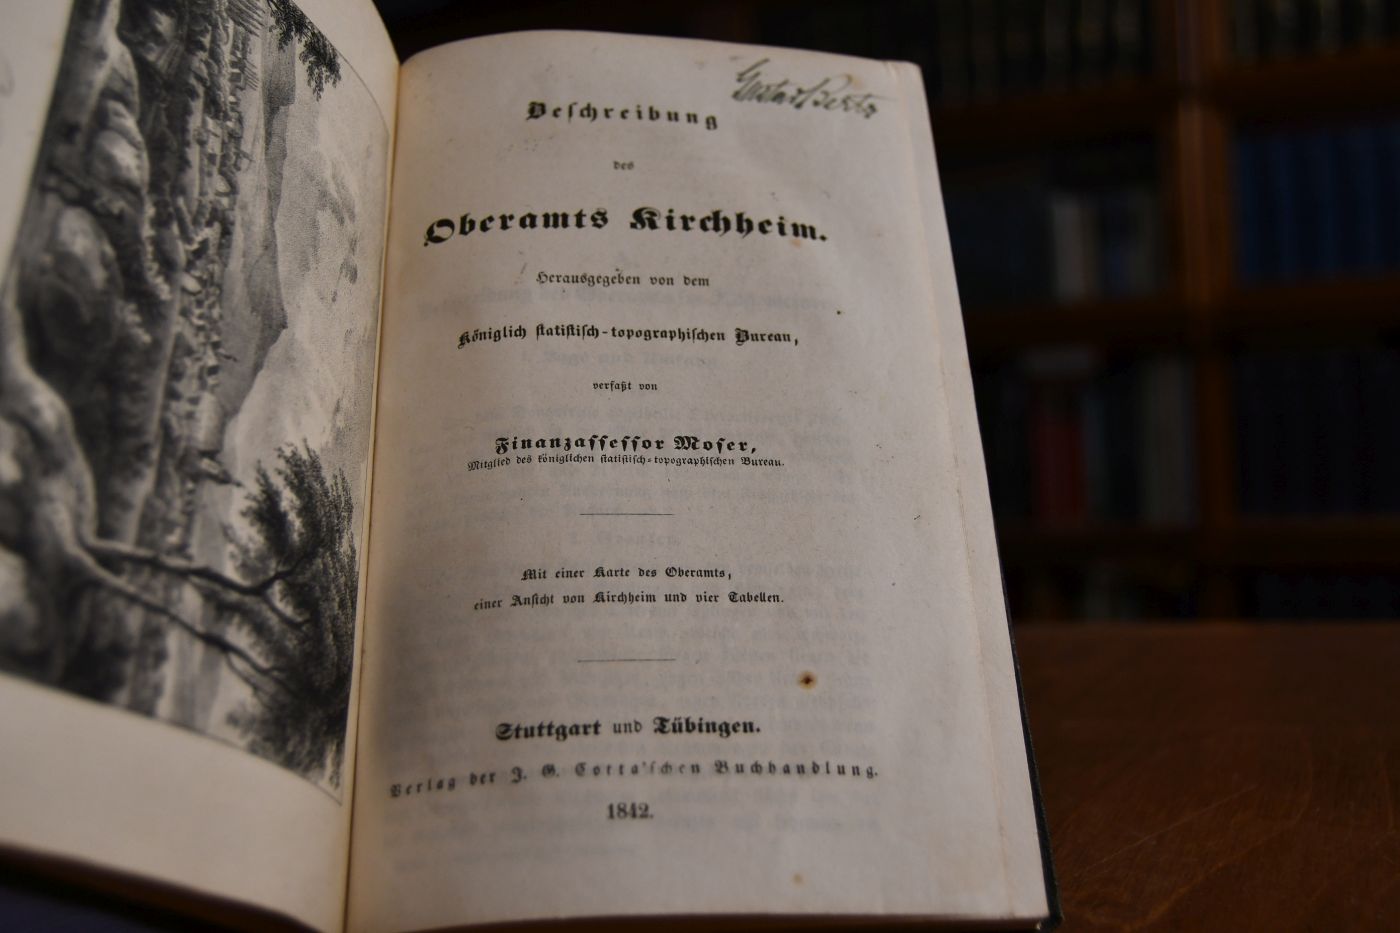 Gustav
Beſchreibung
des
Oberamts Kirchheim.
Herausgegeben von dem
Königlich ſtatiſtiſch-topographiſchen Bureau,
verfaßt von
Finanzaſſeſſor Moſer,
Mitglied des königlichen ſtatiſtiſch-topographiſchen Bureau.
Mit einer Karte des Oberamts,
einer Anſicht von Kirchheim und vier Tabellen.
Stuttgart und Tübingen.
Verlag der J. G. Cotta'ſchen Buchhandlung.
1842.